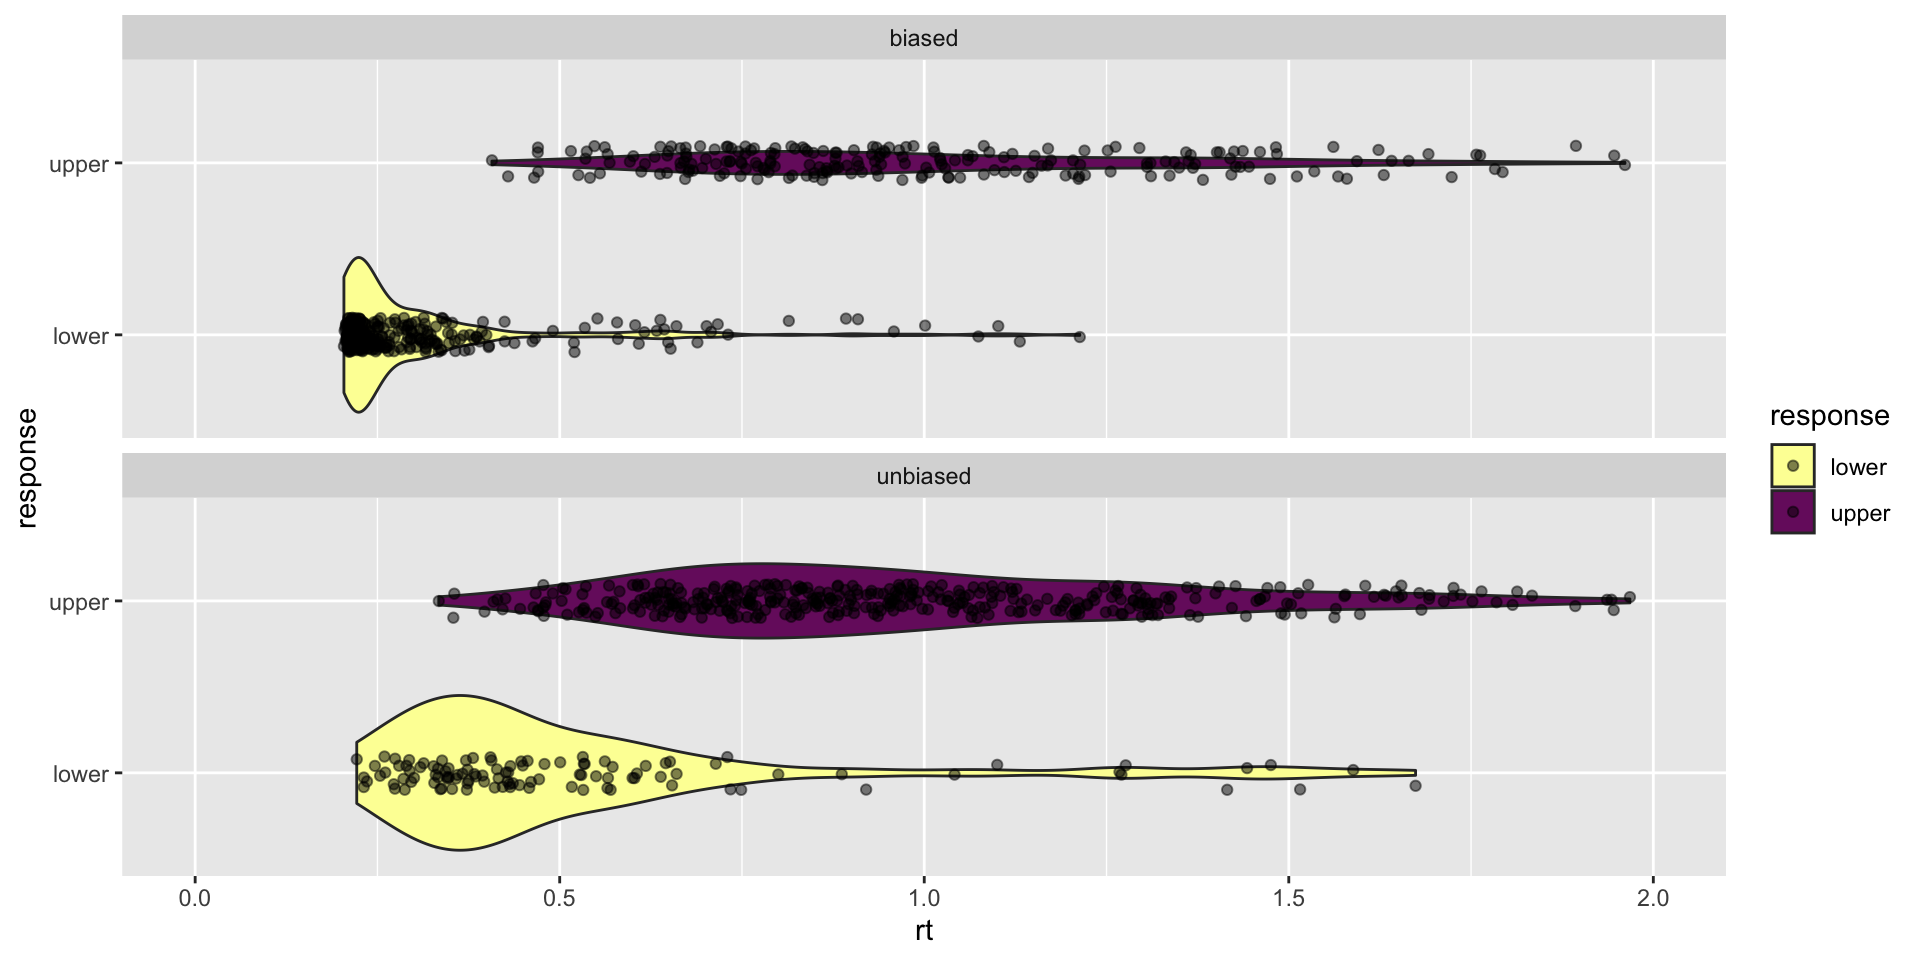 biased
upper
lower
unbiased
upper
lower
response
0.0 0.5 1.0 1.5 2.0
rt
response
lower
upper